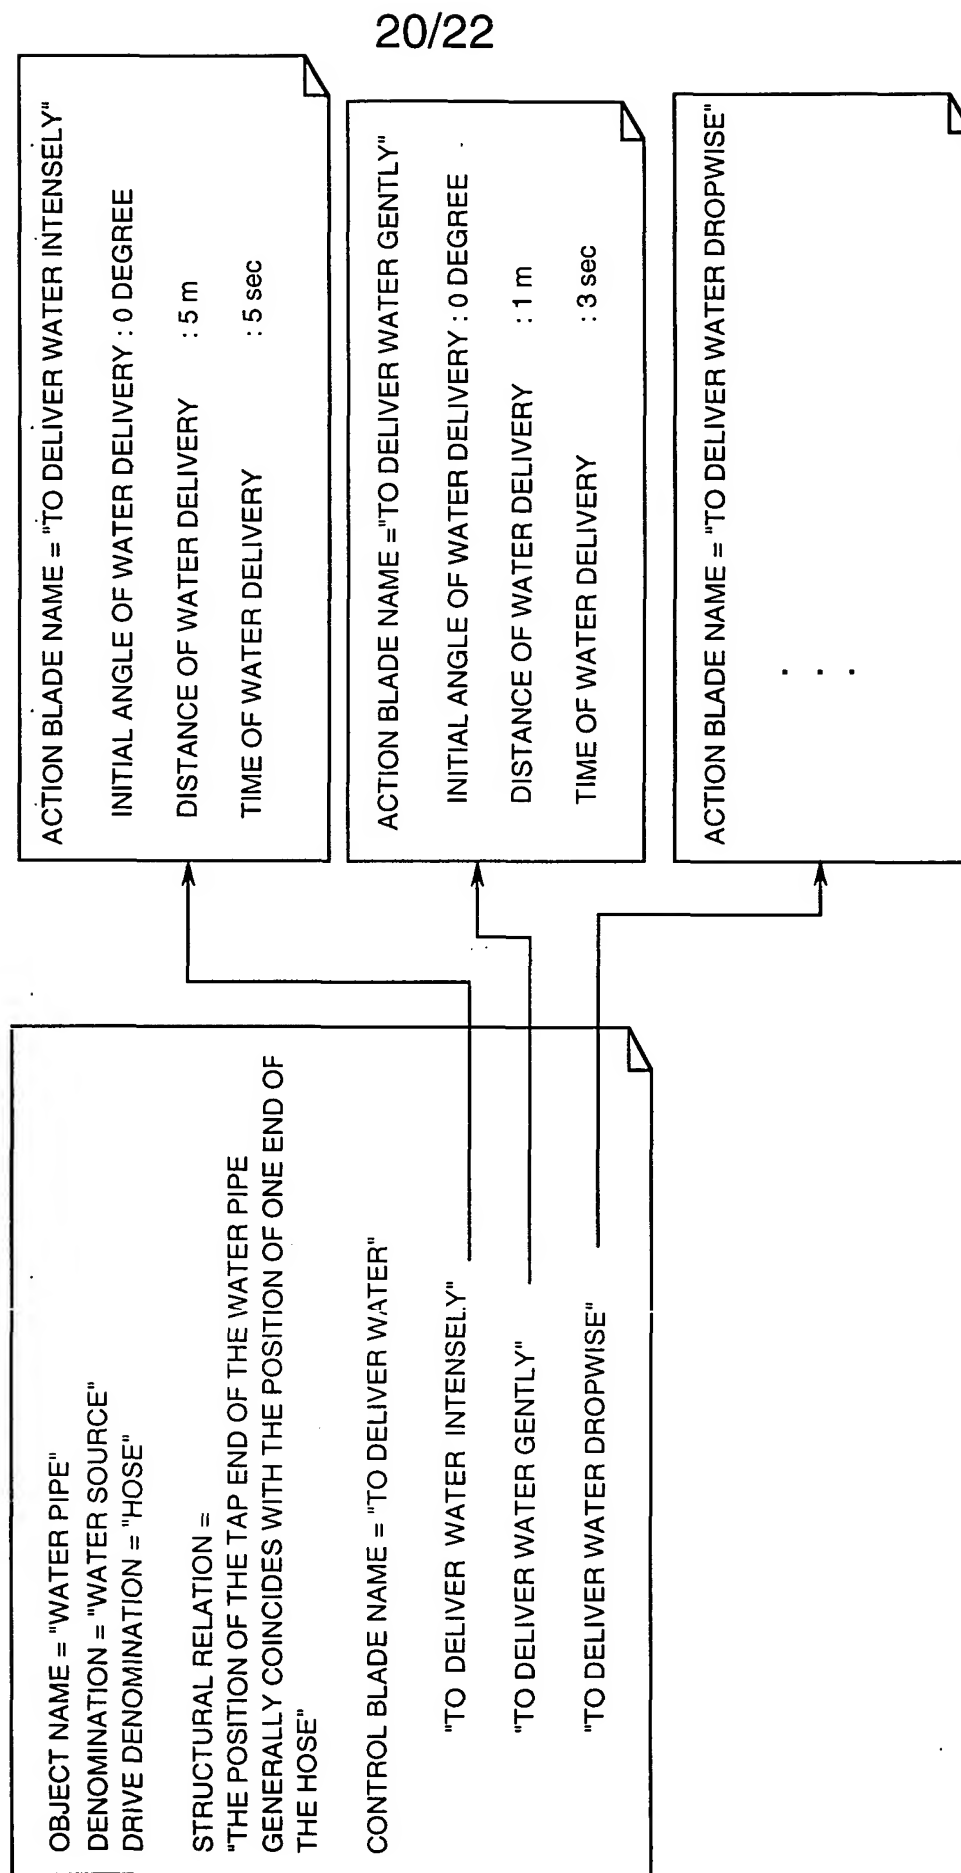 20/22
OBJECT NAME = "WATER PIPE"
DENOMINATION = "WATER SOURCE"
DRIVE DENOMINATION = "HOSE"
STRUCTURAL RELATION =
"THE POSITION OF THE TAP END OF THE WATER PIPE
GENERALLY COINCIDES WITH THE POSITION OF ONE END OF
THE HOSE"
CONTROL BLADE NAME = "TO DELIVER WATER"
"TO DELIVER WATER INTENSELY"
"TO DELIVER WATER GENTLY"
"TO DELIVER WATER DROPWISE"
ACTION BLADE NAME = "TO DELIVER WATER INTENSELY"
INITIAL ANGLE OF WATER DELIVERY : 0 DEGREE
DISTANCE OF WATER DELIVERY : 5 m
TIME OF WATER DELIVERY : 5 sec
ACTION BLADE NAME ="TO DELIVER WATER GENTLY"
INITIAL ANGLE OF WATER DELIVERY : 0 DEGREE
DISTANCE OF WATER DELIVERY : 1 m
TIME OF WATER DELIVERY : 3 sec
ACTION BLADE NAME = "TO DELIVER WATER DROPWISE"
. . .